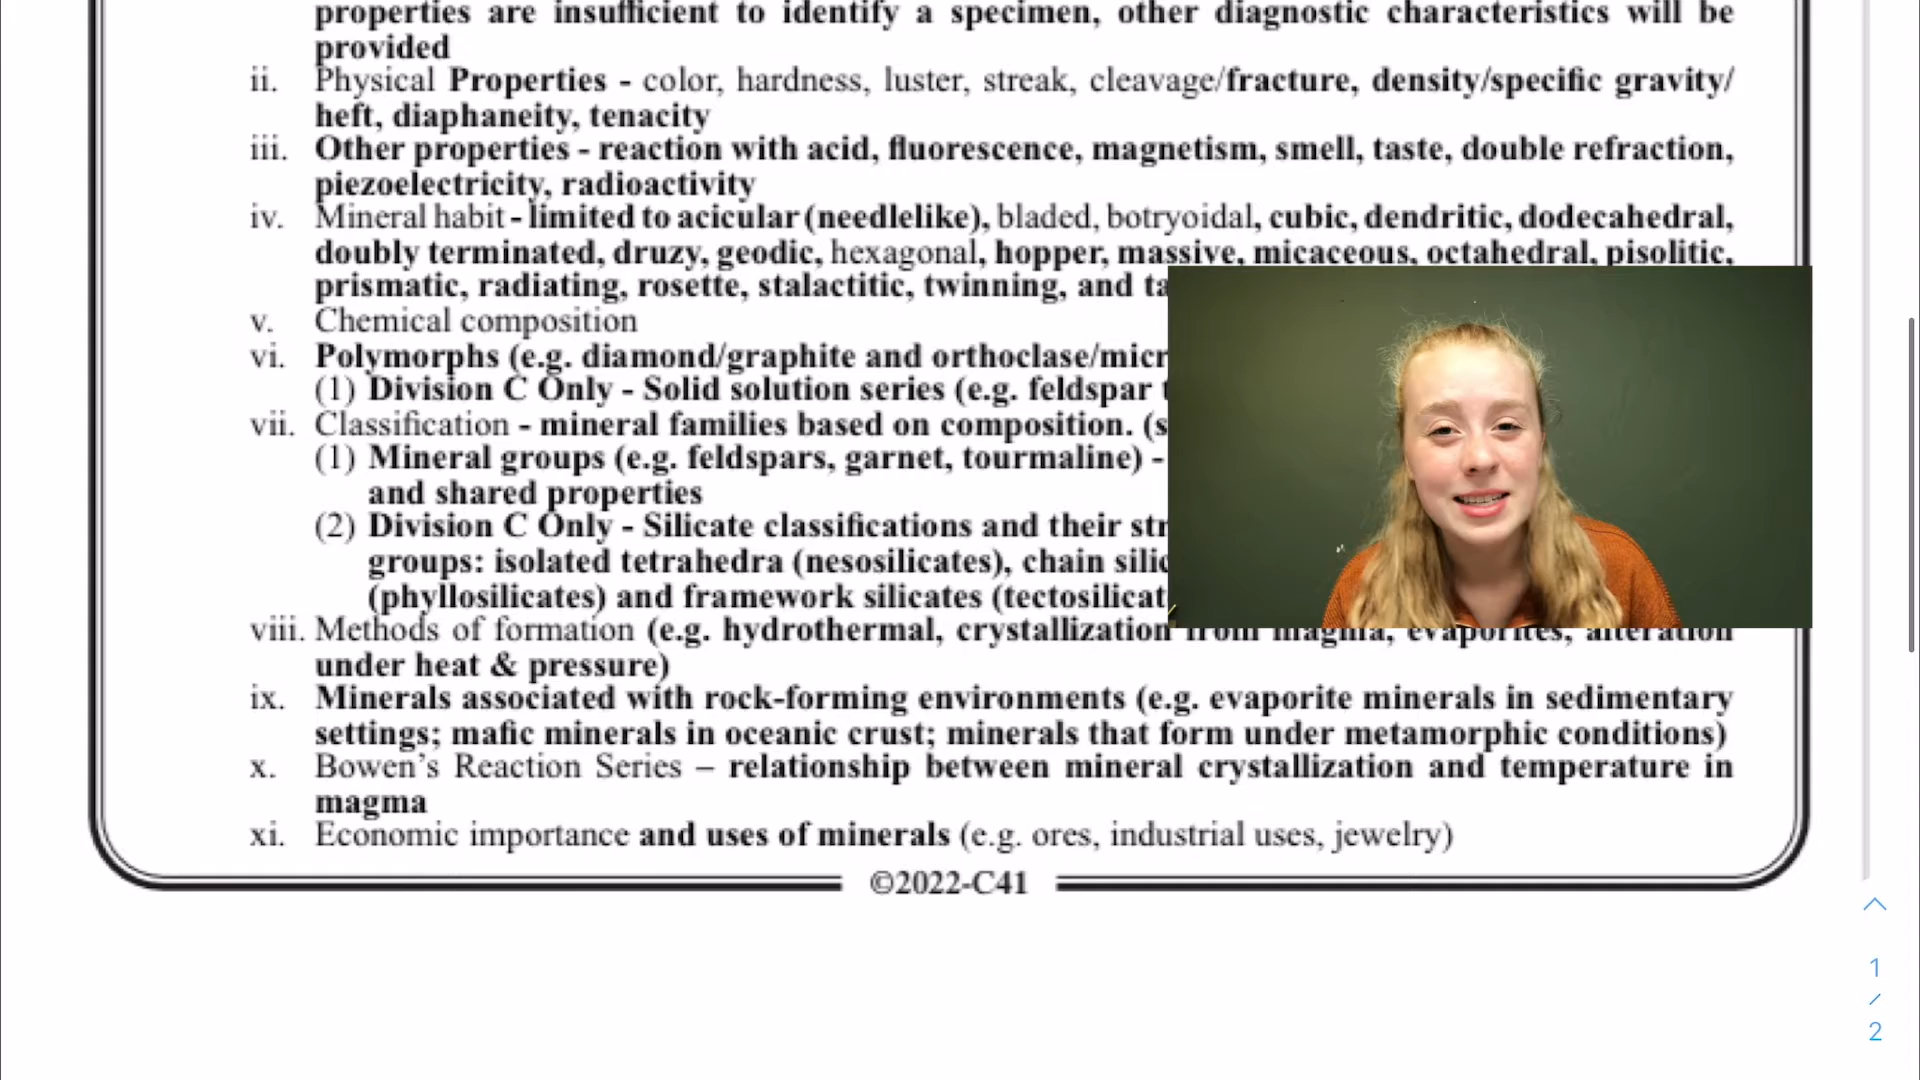 properties are insufficient to identify a specimen, other diagnostic characteristics will be
provided
ii. Physical Properties - color, hardness, luster, streak, cleavage/fracture, density/specific gravity/
heft, diaphaneity, tenacity
iii. Other properties - reaction with acid, fluorescence, magnetism, smell, taste, double refraction,
piezoelectricity, radioactivity
iv. Mineral habit - limited to acicular (needlelike), bladed, botryoidal, cubic, dendritic, dodecahedral,
doubly terminated, druzy, geodic, hexagonal, hopper, massive, micaceous, octahedral, pisolitic,
prismatic, radiating, rosette, stalactitic, twinning, and
v. Chemical composition
vi. Polymorphs (e.g. diamond/graphite and
(1) Division C Only - Solid solution series (e.g. feldspar
vii. Classification - mineral families based on composition.
(1) Mineral groups (e.g. feldspars, garnet, tourmaline) -
and shared properties
(2) Division C Only - Silicate classifications and their
groups: isolated tetrahedra (nesosilicates), chain
(phyllosilicates) and framework silicates
viii. Methods of formation (e.g. hydrothermal, crystallization from magma, evaporites, alteration
under heat & pressure)
ix. Minerals associated with rock-forming environments (e.g. evaporite minerals in sedimentary
settings; mafic minerals in oceanic crust; minerals that form under metamorphic conditions)
x. Bowen's Reaction Series – relationship between mineral crystallization and temperature in
magma
xi. Economic importance and uses of minerals (e.g. ores, industrial uses, jewelry)
©2022-C41
1
/
2